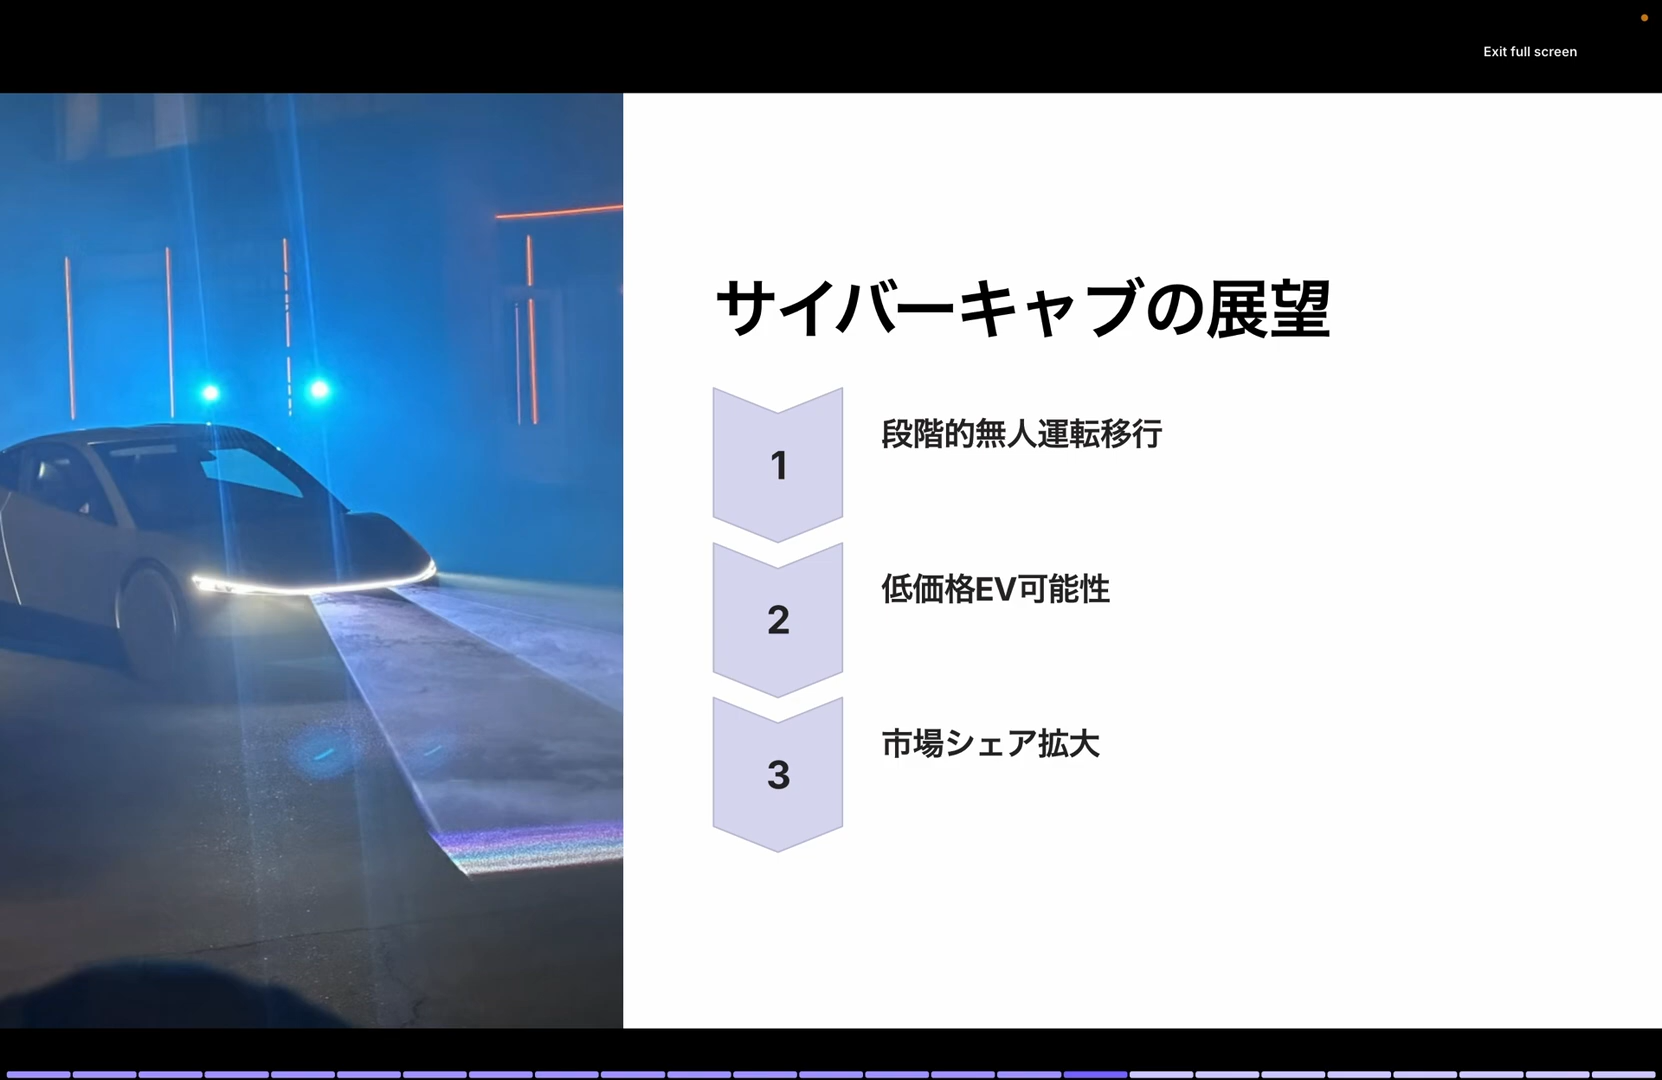 Exit full screen
サイバーキャブの展望
1
段階的無人運転移行
2
低価格EV可能性
3
市場シェア拡大